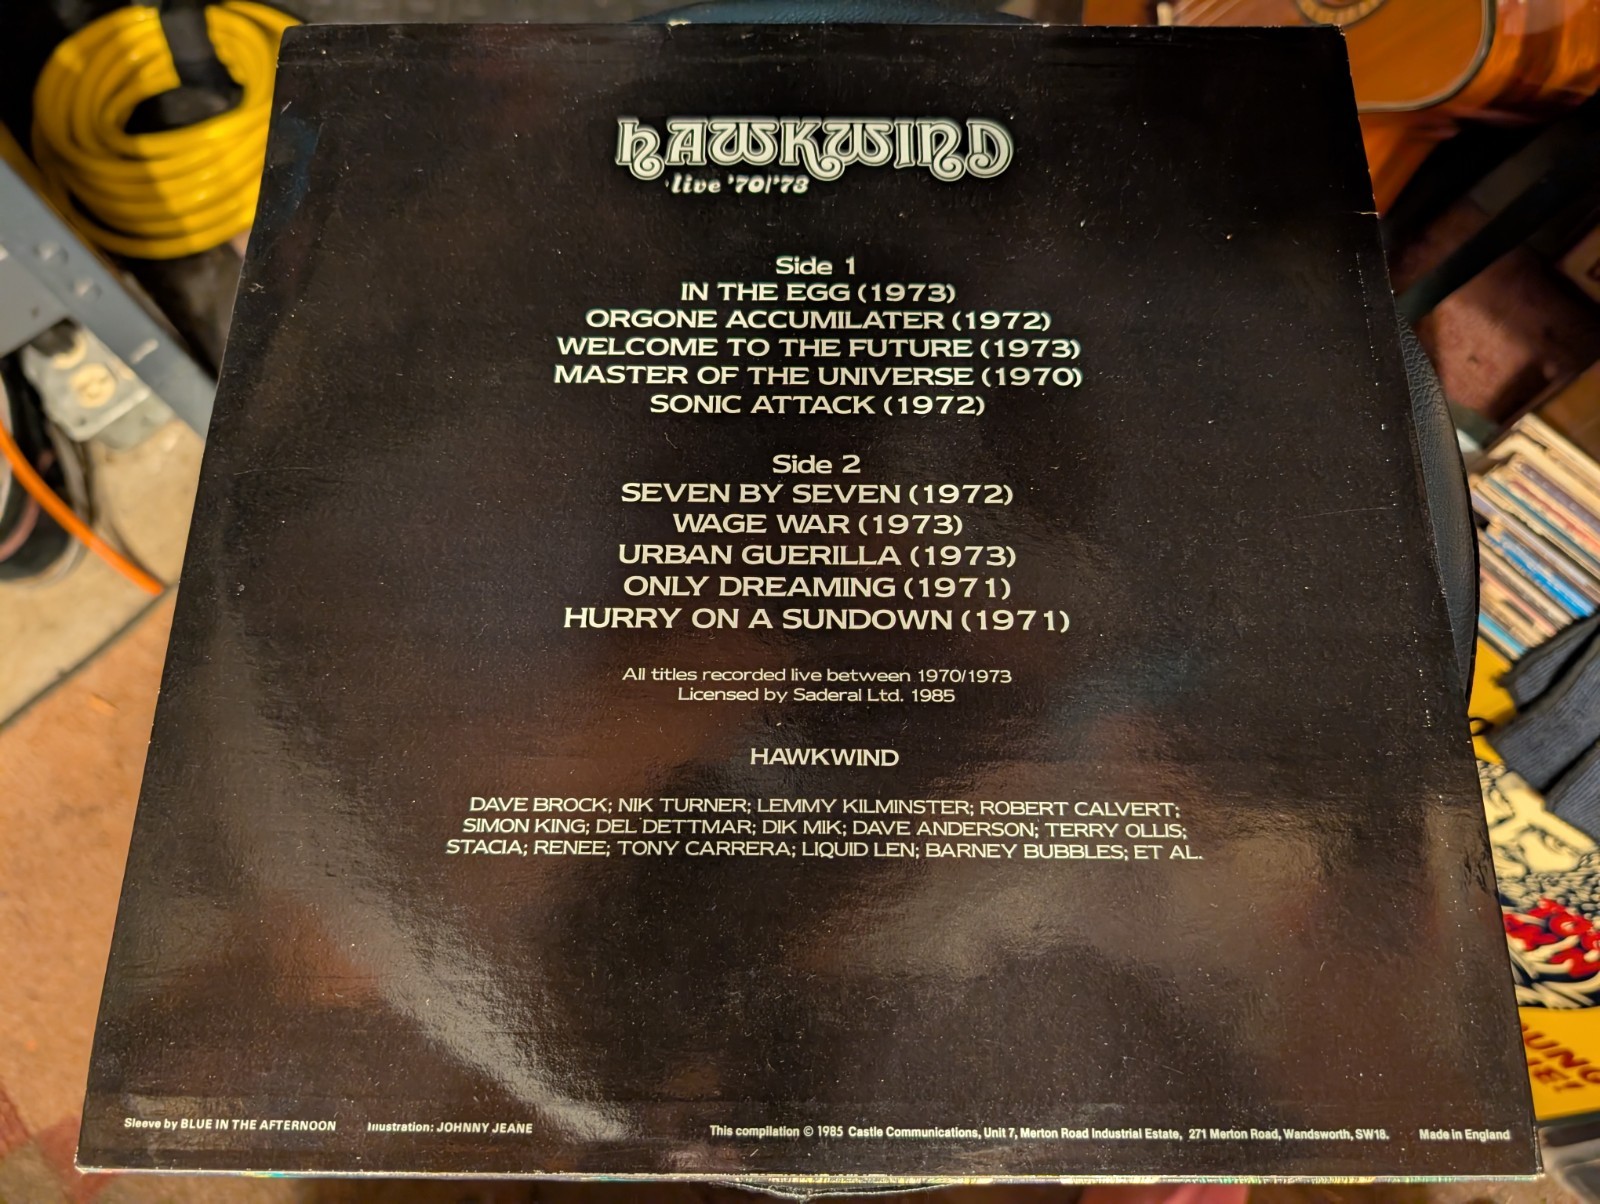 HAWKWIND
live '70/'73
Side 1
IN THE EGG (1973)
ORGONE ACCUMILATER (1972)
WELCOME TO THE FUTURE (1973)
MASTER OF THE UNIVERSE (1970)
SONIC ATTACK (1972)
Side 2
SEVEN BY SEVEN (1972)
WAGE WAR (1973)
URBAN GUERILLA (1973)
ONLY DREAMING (1971)
HURRY ON A SUNDOWN (1971)
All titles recorded live between 1970/1973
Licensed by Saderal Ltd. 1985
HAWKWIND
DAVE BROCK; NIK TURNER; LEMMY KILMINSTER; ROBERT CALVERT;
SIMON KING; DEL DETTMAR; DIK MIK; DAVE ANDERSON; TERRY OLLIS;
STACIA; RENEE; TONY CARRERA; LIQUID LEN; BARNEY BUBBLES; ET AL.
Sleeve by BLUE IN THE AFTERNOON Illustration: JOHNNY JEANE
This compilation © 1985 Castle Communications, Unit 7, Merton Road Industrial Estate, 271 Merton Road, Wandsworth, SW18. Made in England